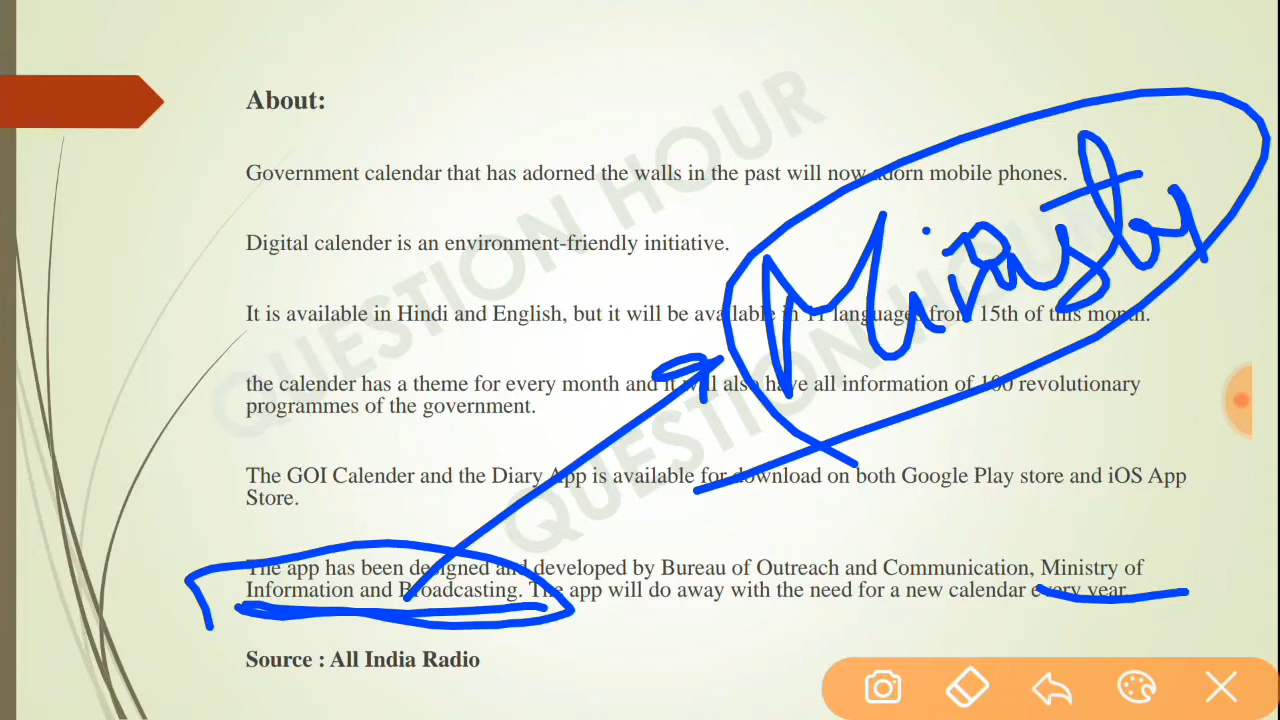 About:
Government calendar that has adorned the walls in the past will now adorn mobile phones.
Digital calender is an environment-friendly initiative.
It is available in Hindi and English, but it will be available in 11 languages from 15th of this month.
the calender has a theme for every month and it will also have all information of 100 revolutionary
programmes of the government.
The GOI Calender and the Diary App is available for download on both Google Play store and iOS App
Store.
The app has been designed and developed by Bureau of Outreach and Communication, Ministry of
Information and Broadcasting. The app will do away with the need for a new calendar every year.
Source : All India Radio
QUESTION HOUR
QUESTION HOUR